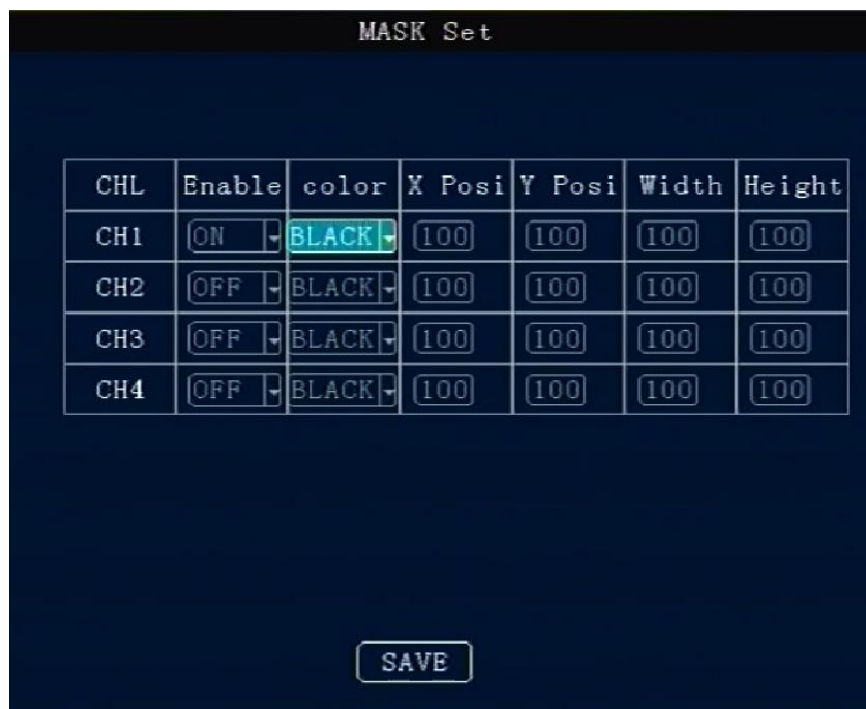 MASK Set
CHL Enable color X Posi Y Posi Width Height
CH1 ON BLACK 100 100 100 100
CH2 OFF BLACK 100 100 100 100
CH3 OFF BLACK 100 100 100 100
CH4 OFF BLACK 100 100 100 100
SAVE